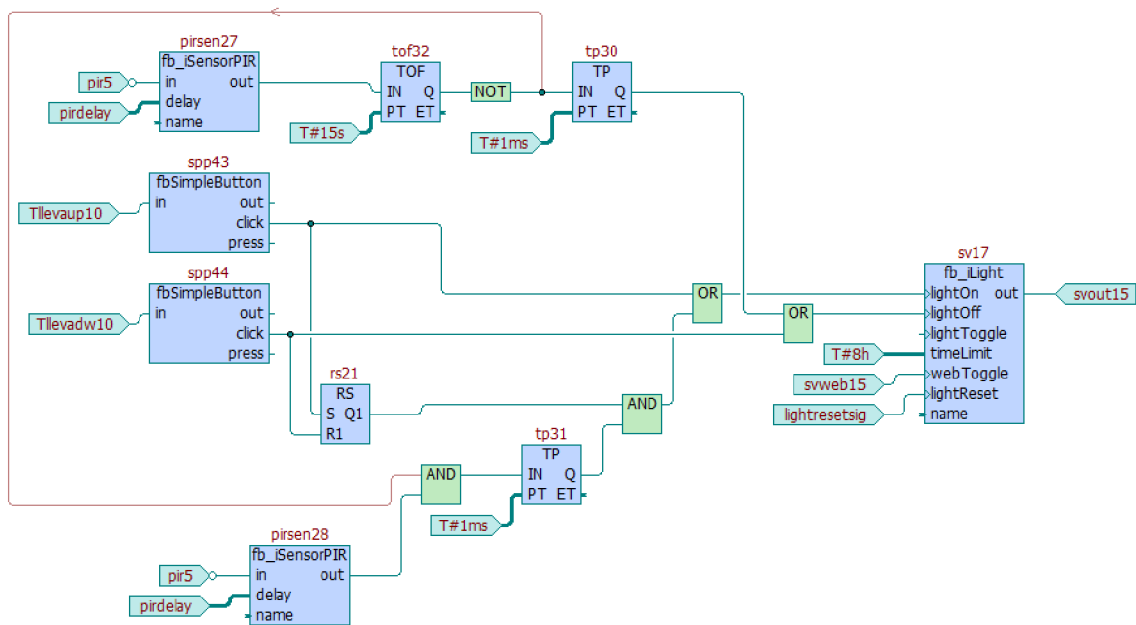 pirsen27
fb_iSensorPIR
pir5
in out
pirdelay
delay
name
tof32
TOF
IN Q
PT ET
T#15s
NOT
tp30
TP
IN Q
PT ET
T#1ms
spp43
fbSimpleButton
Tllevaup10
in out
click
press
spp44
fbSimpleButton
Tllevadw10
in out
click
press
OR
OR
sv17
fb_iLight
lightOn out
svout15
lightOff
lightToggle
T#8h
timeLimit
svweb15
webToggle
lightresetsig
lightReset
name
rs21
RS
S Q1
R1
AND
tp31
TP
AND
IN Q
PT ET
T#1ms
pirsen28
fb_iSensorPIR
pir5
in out
pirdelay
delay
name